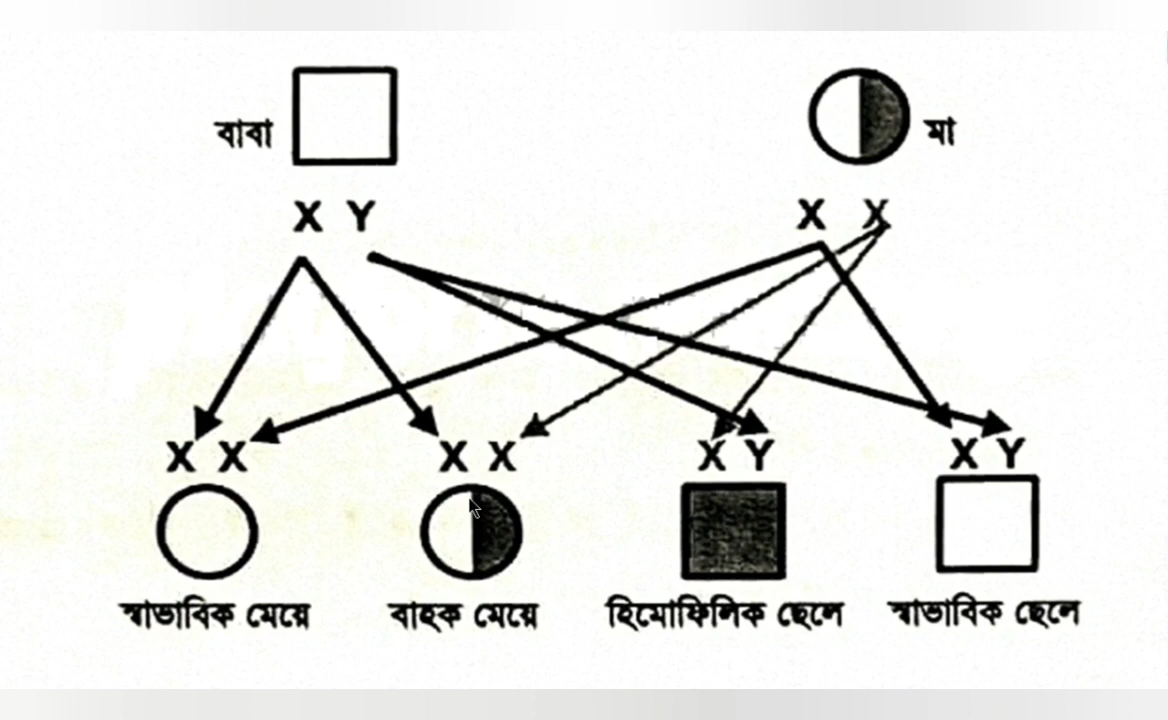 বাবা
মা
X Y
X X
X X
X X
X Y
X Y
স্বাভাবিক মেয়ে
বাহক মেয়ে
হিমোফিলিক ছেলে
স্বাভাবিক ছেলে